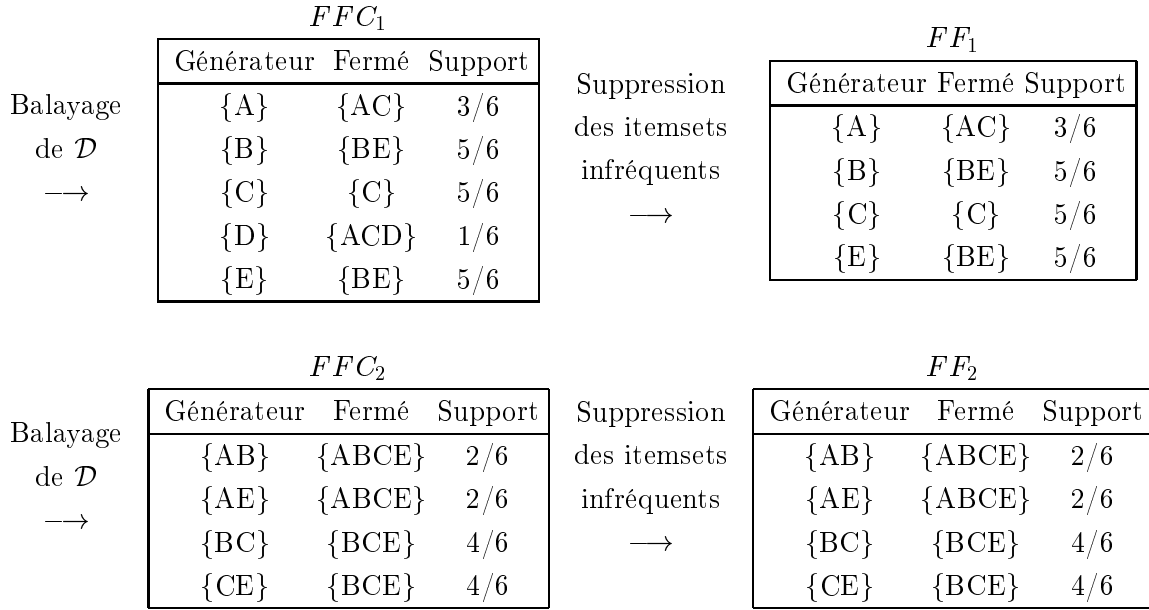 FFC₁
Générateur Fermé Support
{A} {AC} 3/6
{B} {BE} 5/6
{C} {C} 5/6
{D} {ACD} 1/6
{E} {BE} 5/6
Balayage
de 𝒟
⟶
Suppression
des itemsets
infréquents
⟶
FF₁
Générateur Fermé Support
{A} {AC} 3/6
{B} {BE} 5/6
{C} {C} 5/6
{E} {BE} 5/6
FFC₂
Générateur Fermé Support
{AB} {ABCE} 2/6
{AE} {ABCE} 2/6
{BC} {BCE} 4/6
{CE} {BCE} 4/6
Balayage
de 𝒟
⟶
Suppression
des itemsets
infréquents
⟶
FF₂
Générateur Fermé Support
{AB} {ABCE} 2/6
{AE} {ABCE} 2/6
{BC} {BCE} 4/6
{CE} {BCE} 4/6